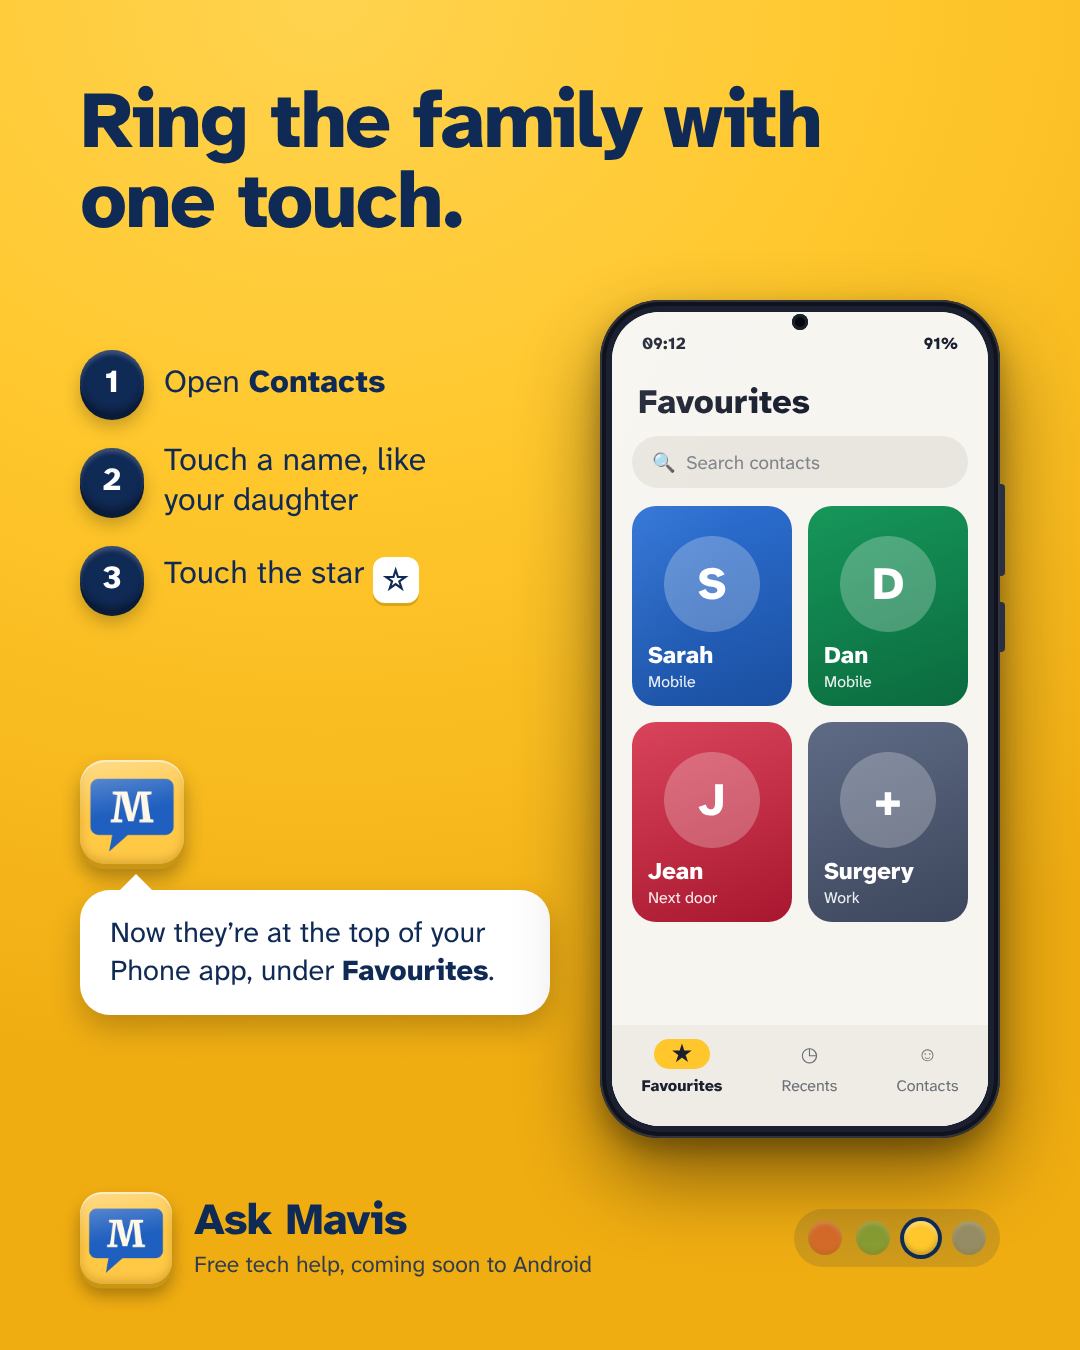 Ring the family with
one touch.
1 Open Contacts
2 Touch a name, like
your daughter
3 Touch the star ☆
M
Now they’re at the top of your
Phone app, under Favourites.
09:12 91%
Favourites
🔍 Search contacts
S
Sarah
Mobile
D
Dan
Mobile
J
Jean
Next door
+
Surgery
Work
Favourites Recents Contacts
M
Ask Mavis
Free tech help, coming soon to Android